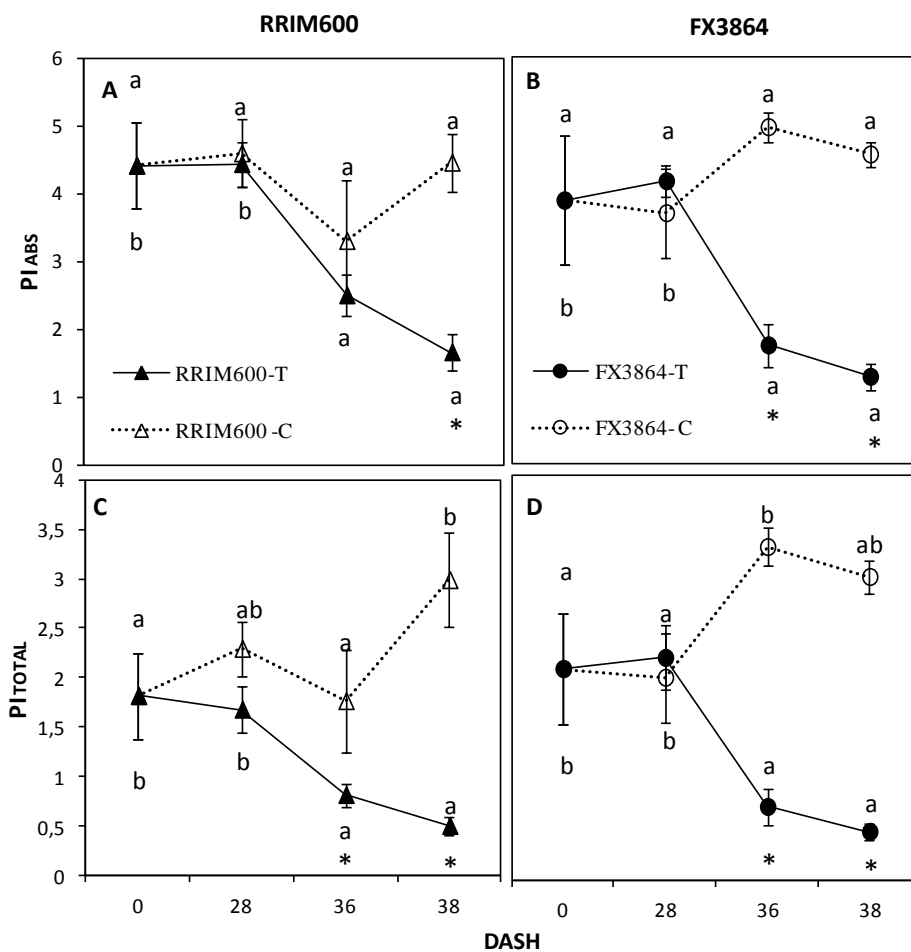 RRIM600 FX3864
6
5
4
3
2
1
0
PIABS
A
a a a a
b b a a
*
RRIM600-T
RRIM600-C
B
a a a a
b b a a
* *
FX3864-T
FX3864-C
4
3,5
3
2,5
2
1,5
1
0,5
0
PITOTAL
C
a ab a b
b b a a
* *
D
a a b ab
b b a a
* *
0 28 36 38 0 28 36 38
DASH